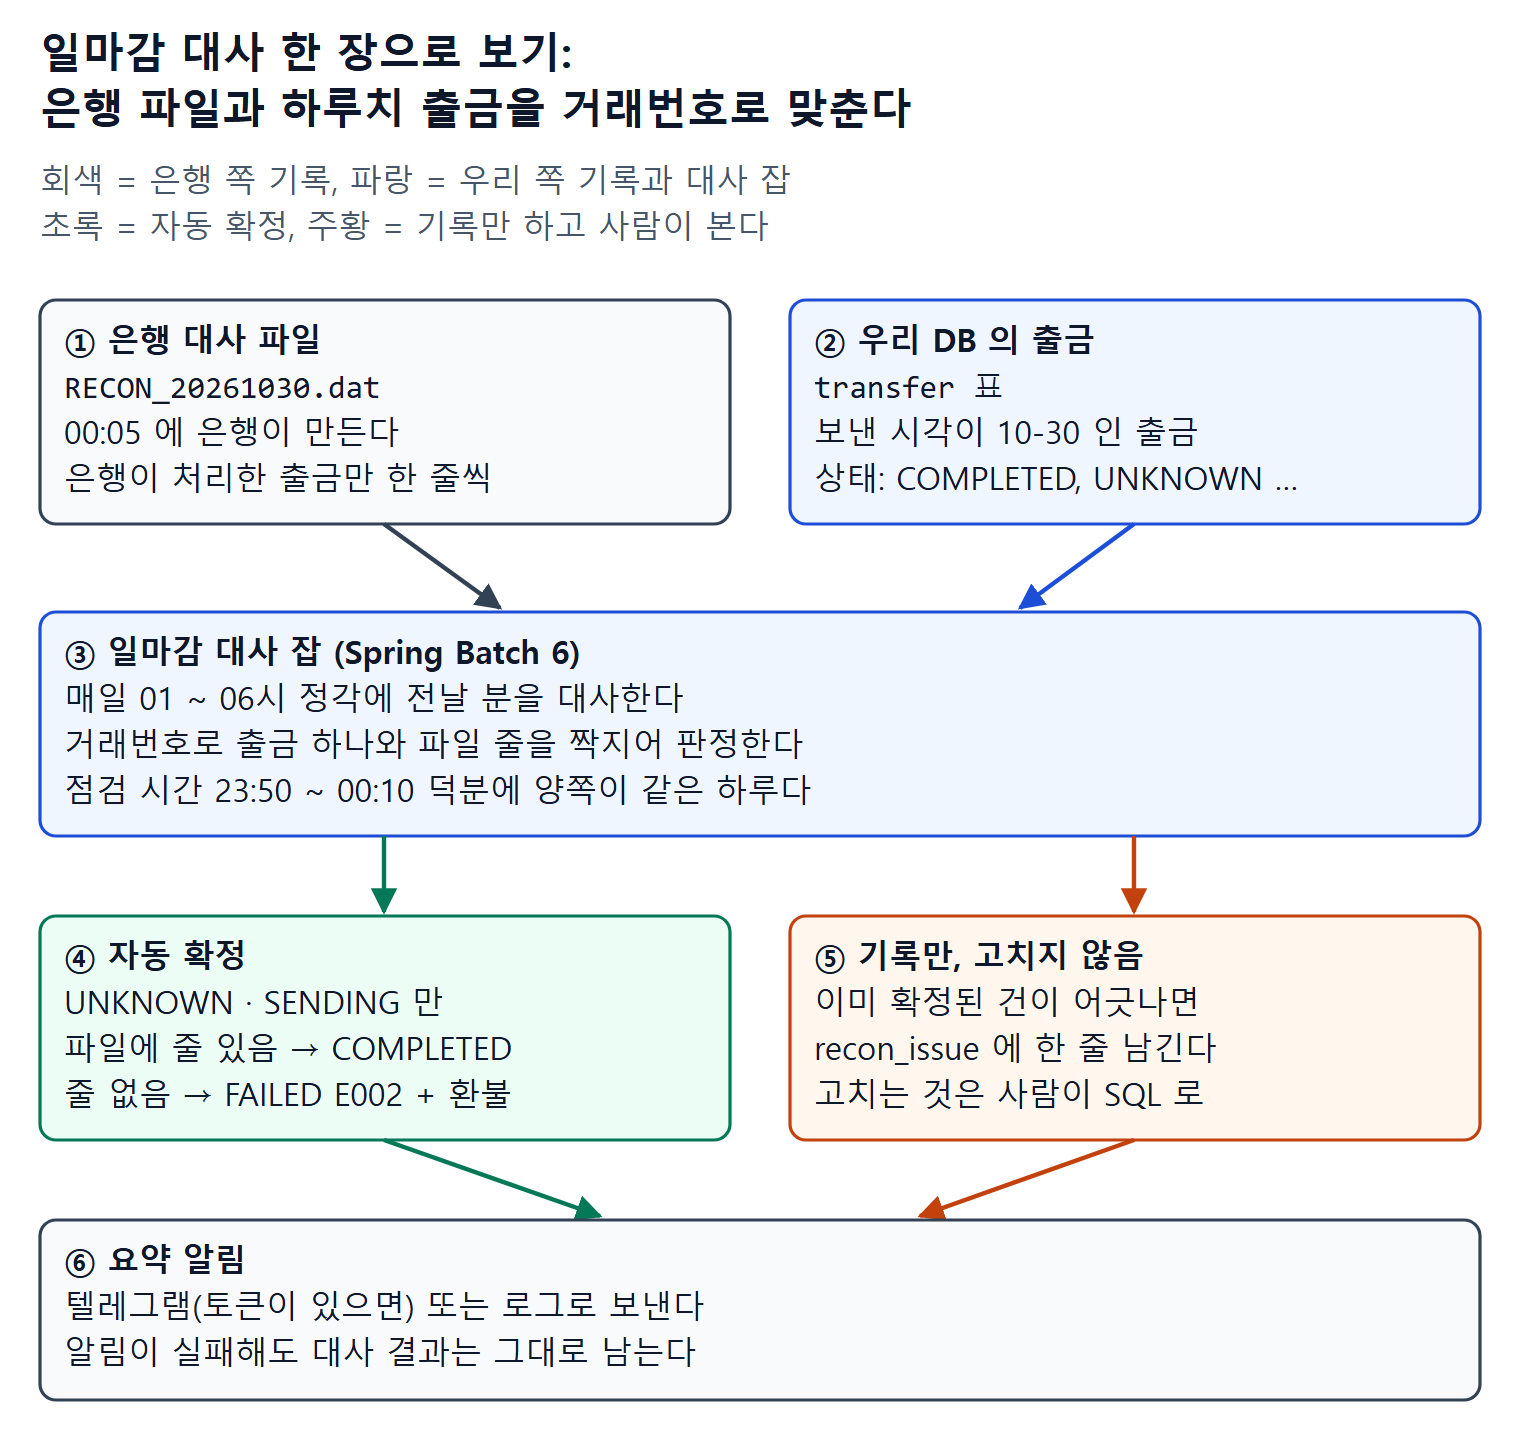 일마감 대사 한 장으로 보기:
은행 파일과 하루치 출금을 거래번호로 맞춘다
회색 = 은행 쪽 기록, 파랑 = 우리 쪽 기록과 대사 잡
초록 = 자동 확정, 주황 = 기록만 하고 사람이 본다
① 은행 대사 파일
RECON_20261030.dat
00:05 에 은행이 만든다
은행이 처리한 출금만 한 줄씩
② 우리 DB 의 출금
transfer 표
보낸 시각이 10-30 인 출금
상태: COMPLETED, UNKNOWN ...
③ 일마감 대사 잡 (Spring Batch 6)
매일 01 ~ 06시 정각에 전날 분을 대사한다
거래번호로 출금 하나와 파일 줄을 짝지어 판정한다
점검 시간 23:50 ~ 00:10 덕분에 양쪽이 같은 하루다
④ 자동 확정
UNKNOWN · SENDING 만
파일에 줄 있음 → COMPLETED
줄 없음 → FAILED E002 + 환불
⑤ 기록만, 고치지 않음
이미 확정된 건이 어긋나면
recon_issue 에 한 줄 남긴다
고치는 것은 사람이 SQL 로
⑥ 요약 알림
텔레그램(토큰이 있으면) 또는 로그로 보낸다
알림이 실패해도 대사 결과는 그대로 남는다